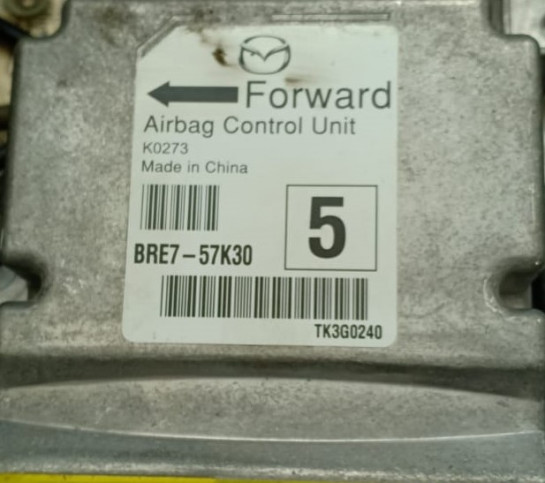 Forward
Airbag Control Unit
K0273
Made in China
5
BRE7-57K30
TK3G0240